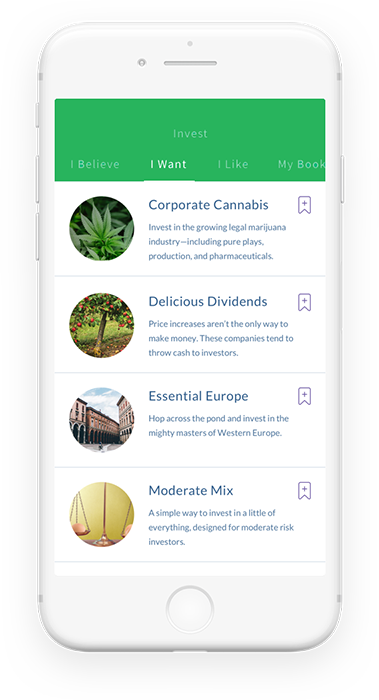 Invest
I Believe I Want I Like My Book
Corporate Cannabis
Invest in the growing legal marijuana
industry—including pure plays,
production, and pharmaceuticals.
Delicious Dividends
Price increases aren't the only way to
make money. These companies tend to
throw cash to investors.
Essential Europe
Hop across the pond and invest in the
mighty masters of Western Europe.
Moderate Mix
A simple way to invest in a little of
everything, designed for moderate risk
investors.